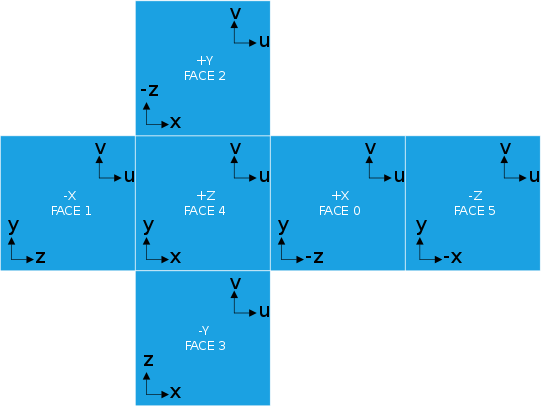 v
u
+Y
FACE 2
-z
x
v
u
-X
FACE 1
y
z
v
u
+Z
FACE 4
y
x
v
u
+X
FACE 0
y
-z
v
u
-Z
FACE 5
y
-x
v
u
-Y
FACE 3
z
x